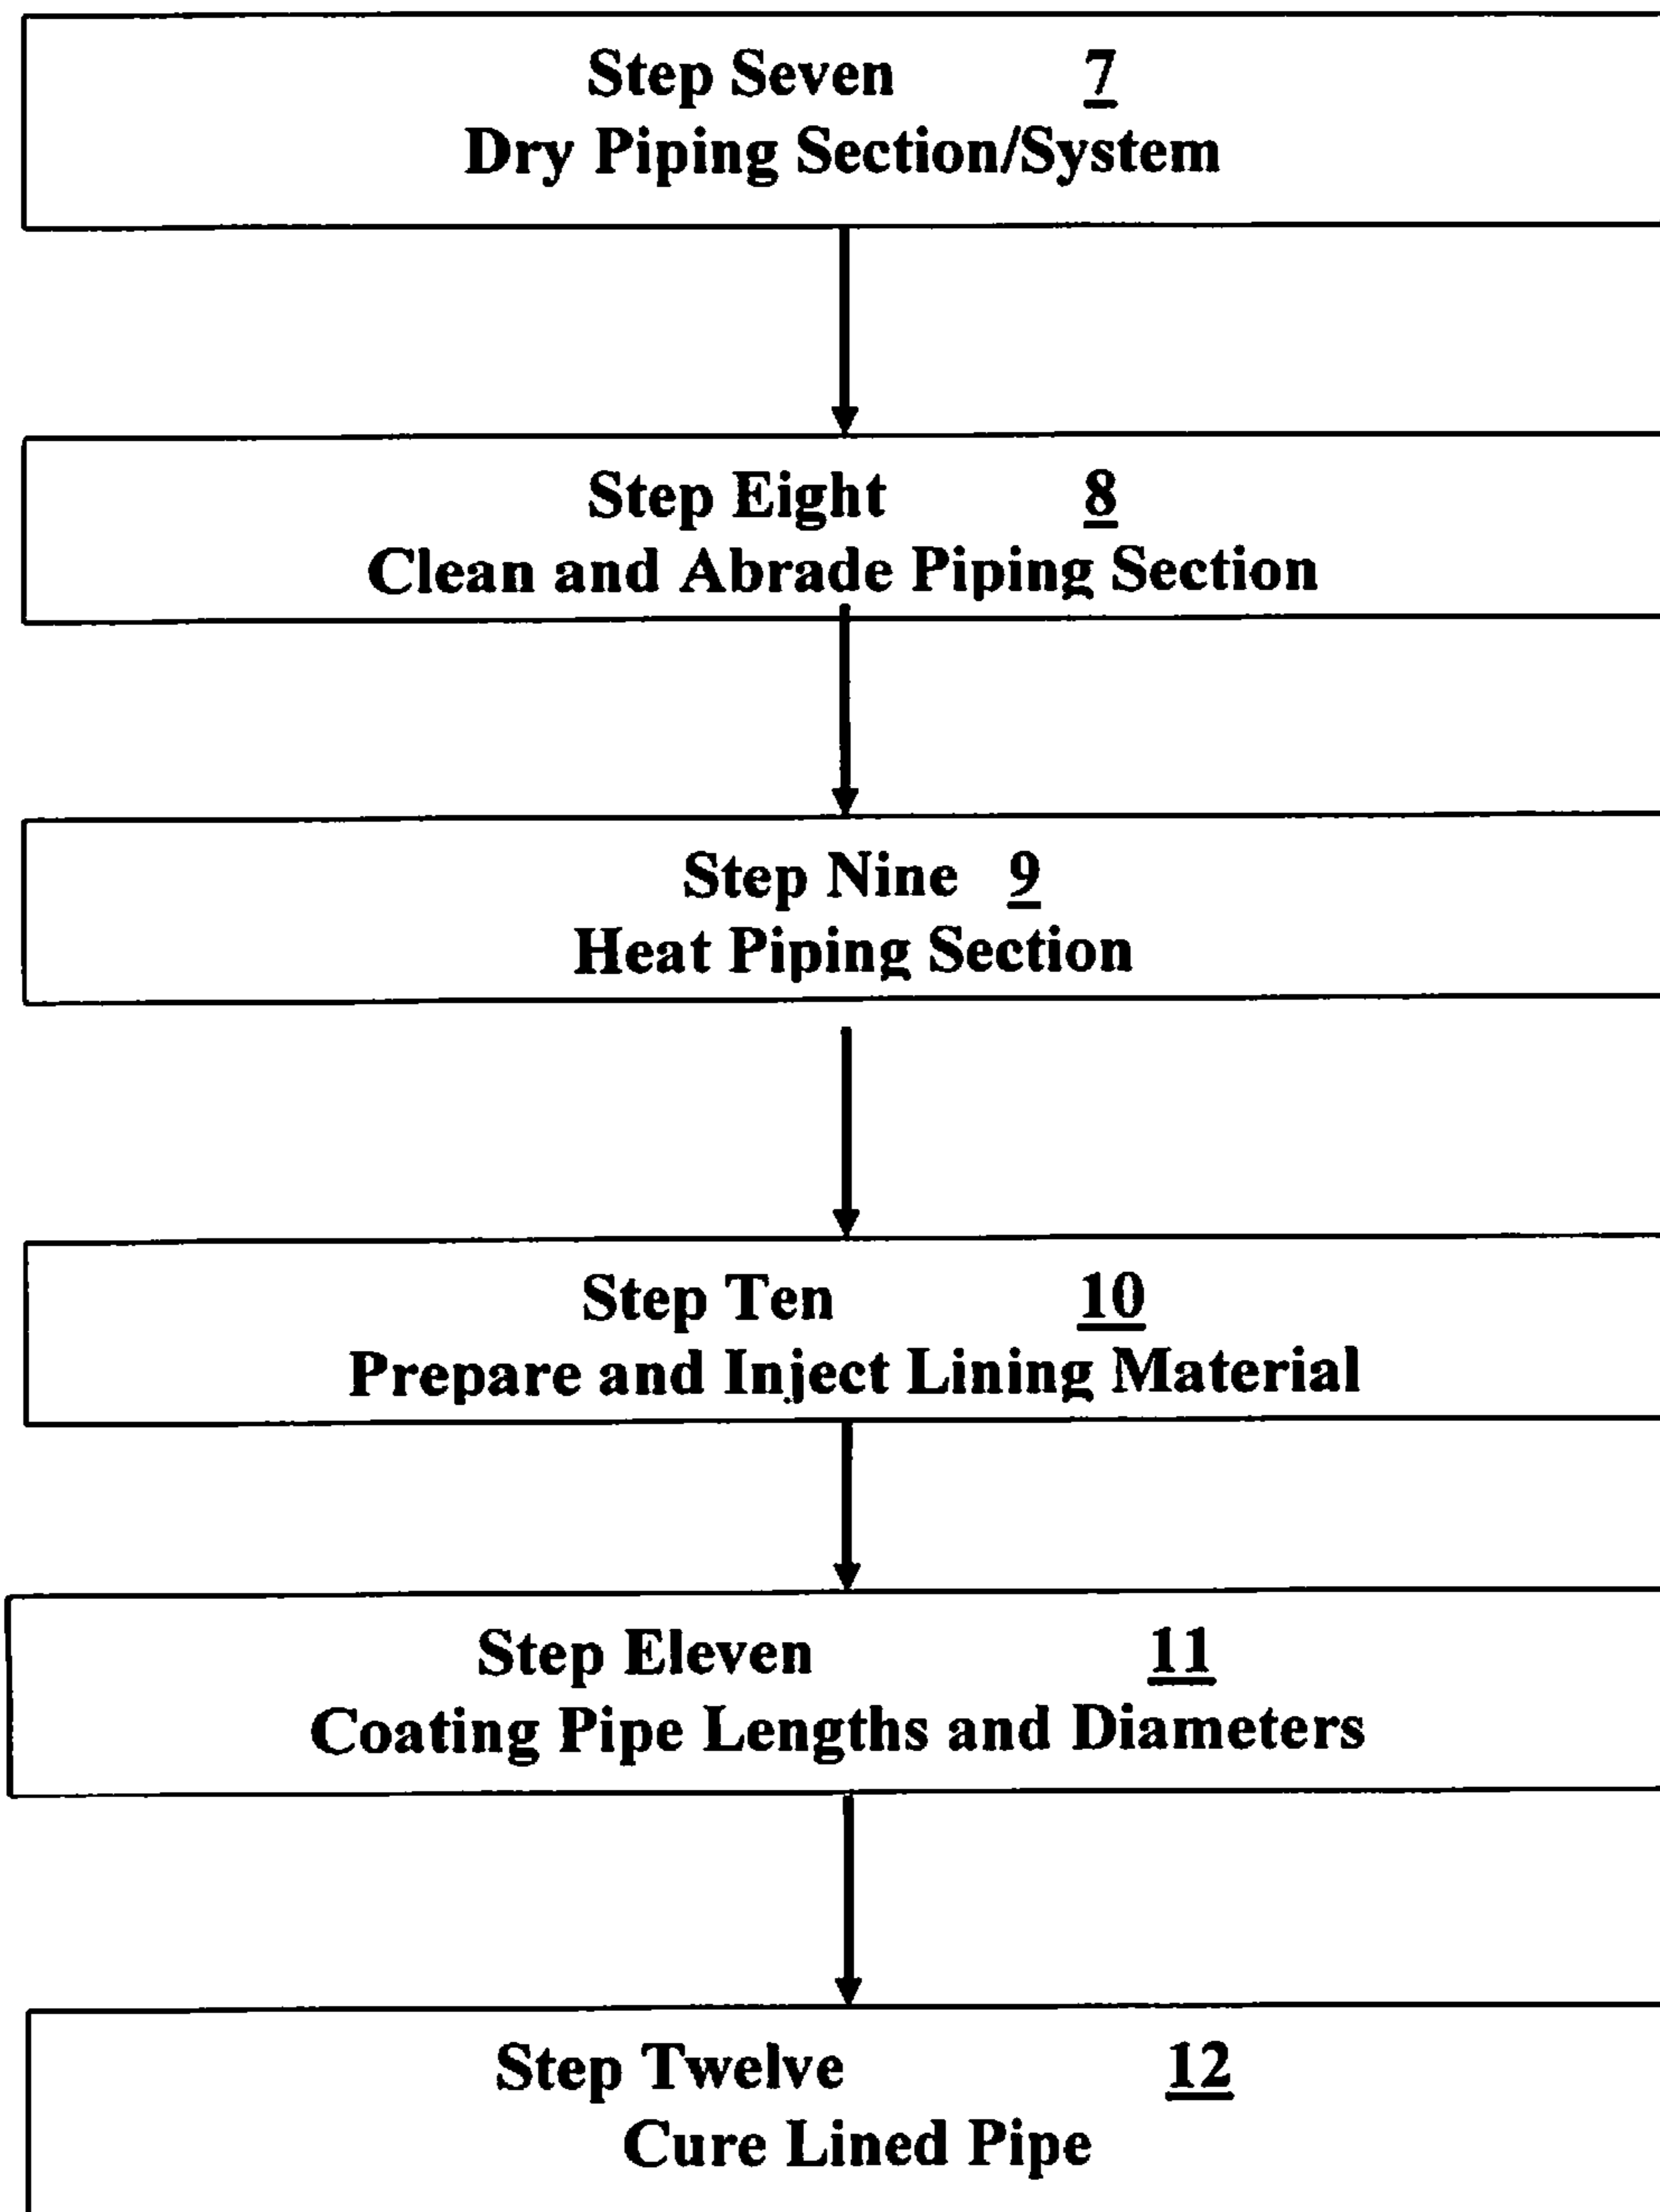 Step Seven 7
Dry Piping Section/System
Step Eight 8
Clean and Abrade Piping Section
Step Nine 9
Heat Piping Section
Step Ten 10
Prepare and Inject Lining Material
Step Eleven 11
Coating Pipe Lengths and Diameters
Step Twelve 12
Cure Lined Pipe